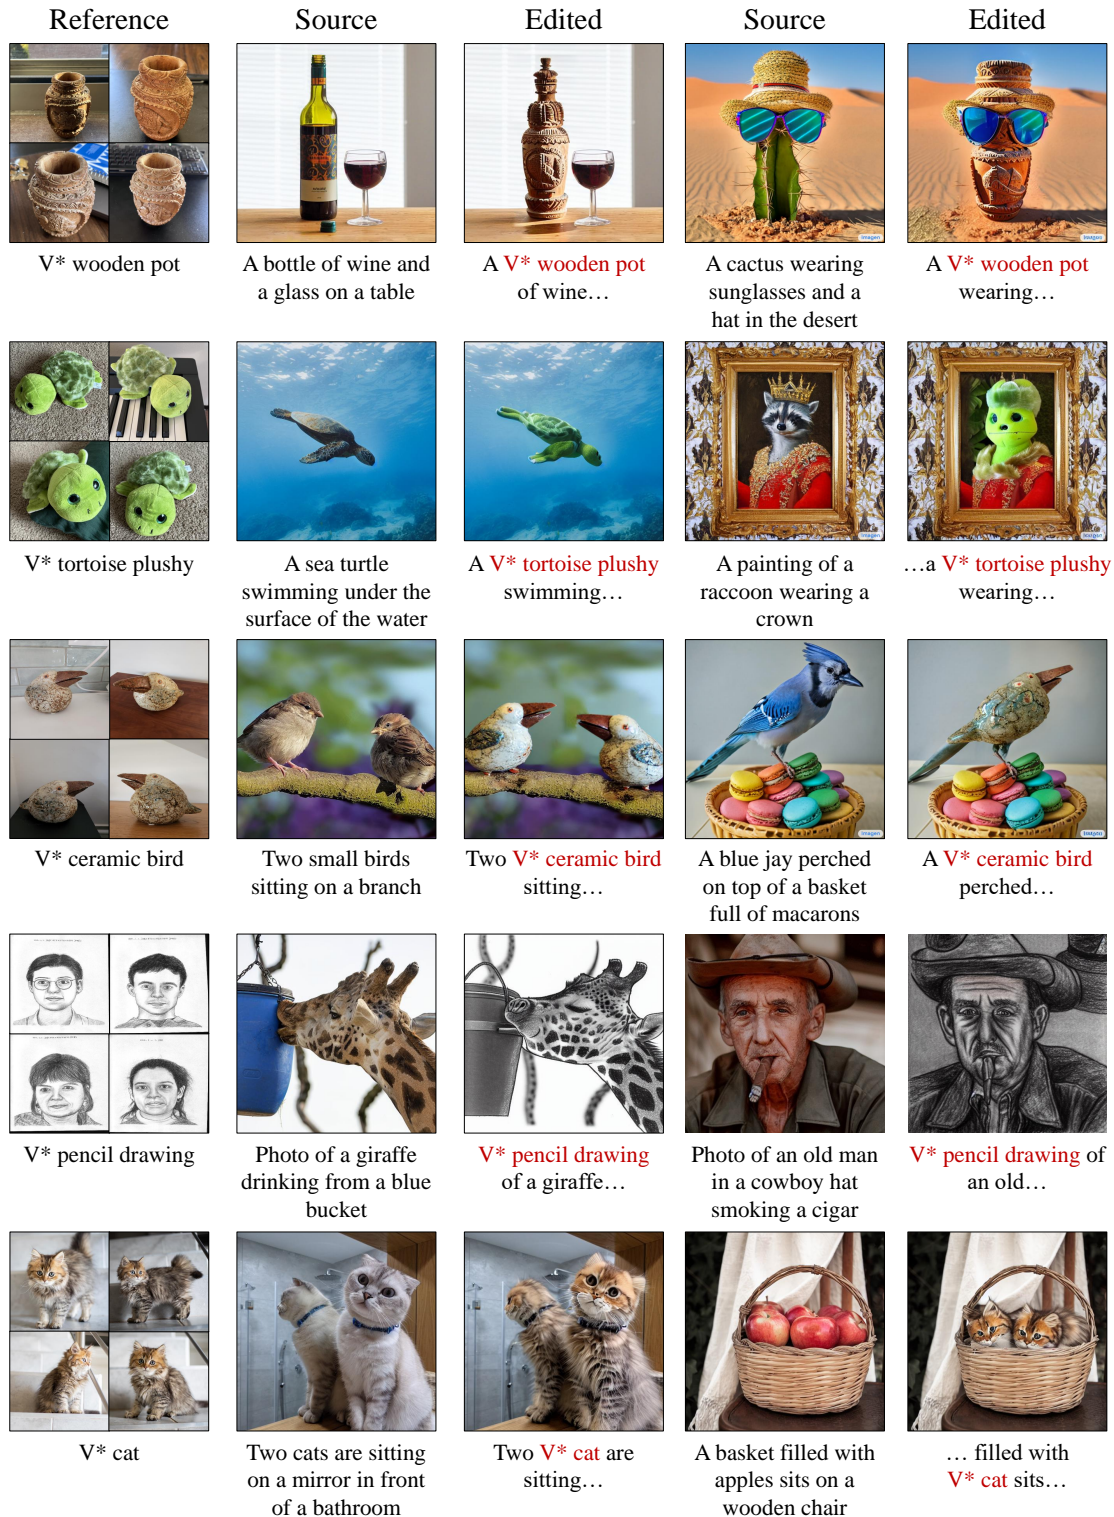 Reference
Source
Edited
Source
Edited
imagen
imagen
V* wooden pot
A bottle of wine and
a glass on a table
A V* wooden pot
of wine…
A cactus wearing
sunglasses and a
hat in the desert
A V* wooden pot
wearing…
V* tortoise plushy
A sea turtle
swimming under the
surface of the water
A V* tortoise plushy
swimming…
A painting of a
raccoon wearing a
crown
…a V* tortoise plushy
wearing…
V* ceramic bird
Two small birds
sitting on a branch
Two V* ceramic bird
sitting…
A blue jay perched
on top of a basket
full of macarons
A V* ceramic bird
perched…
V* pencil drawing
Photo of a giraffe
drinking from a blue
bucket
V* pencil drawing
of a giraffe…
Photo of an old man
in a cowboy hat
smoking a cigar
V* pencil drawing of
an old…
V* cat
Two cats are sitting
on a mirror in front
of a bathroom
Two V* cat are
sitting…
A basket filled with
apples sits on a
wooden chair
… filled with
V* cat sits…